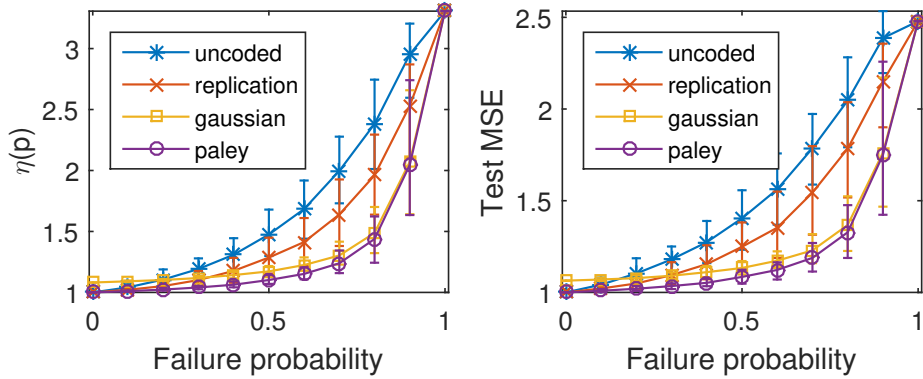 η(p)
3
2.5
2
1.5
1
uncoded
replication
gaussian
paley
0
0.5
1
Failure probability
Test MSE
2.5
2
1.5
1
uncoded
replication
gaussian
paley
0
0.5
1
Failure probability